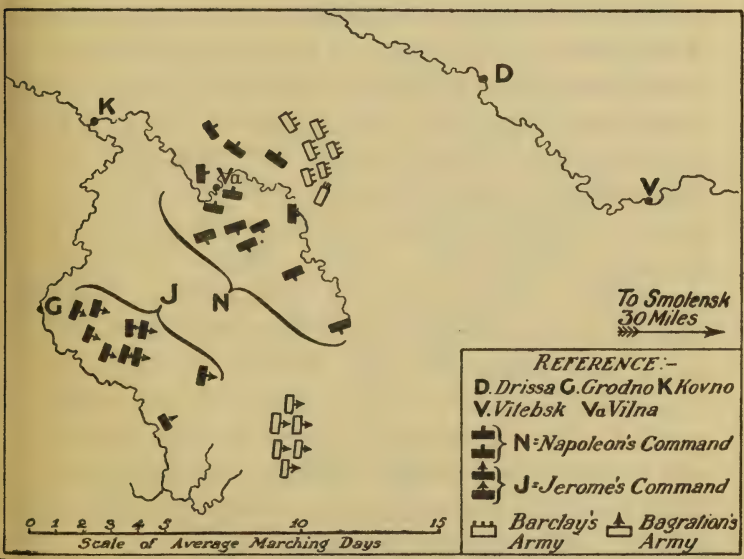 D
K
Va
V
G
J
N
To Smolensk
30 Miles
REFERENCE:-
D. Drissa G. Grodno K Kovno
V. Vitebsk Va Vilna
N=Napoleon's Command
J=Jerome's Command
Barclay's Army
Bagration's Army
0 1 2 3 4 5 10 15
Scale of Average Marching Days